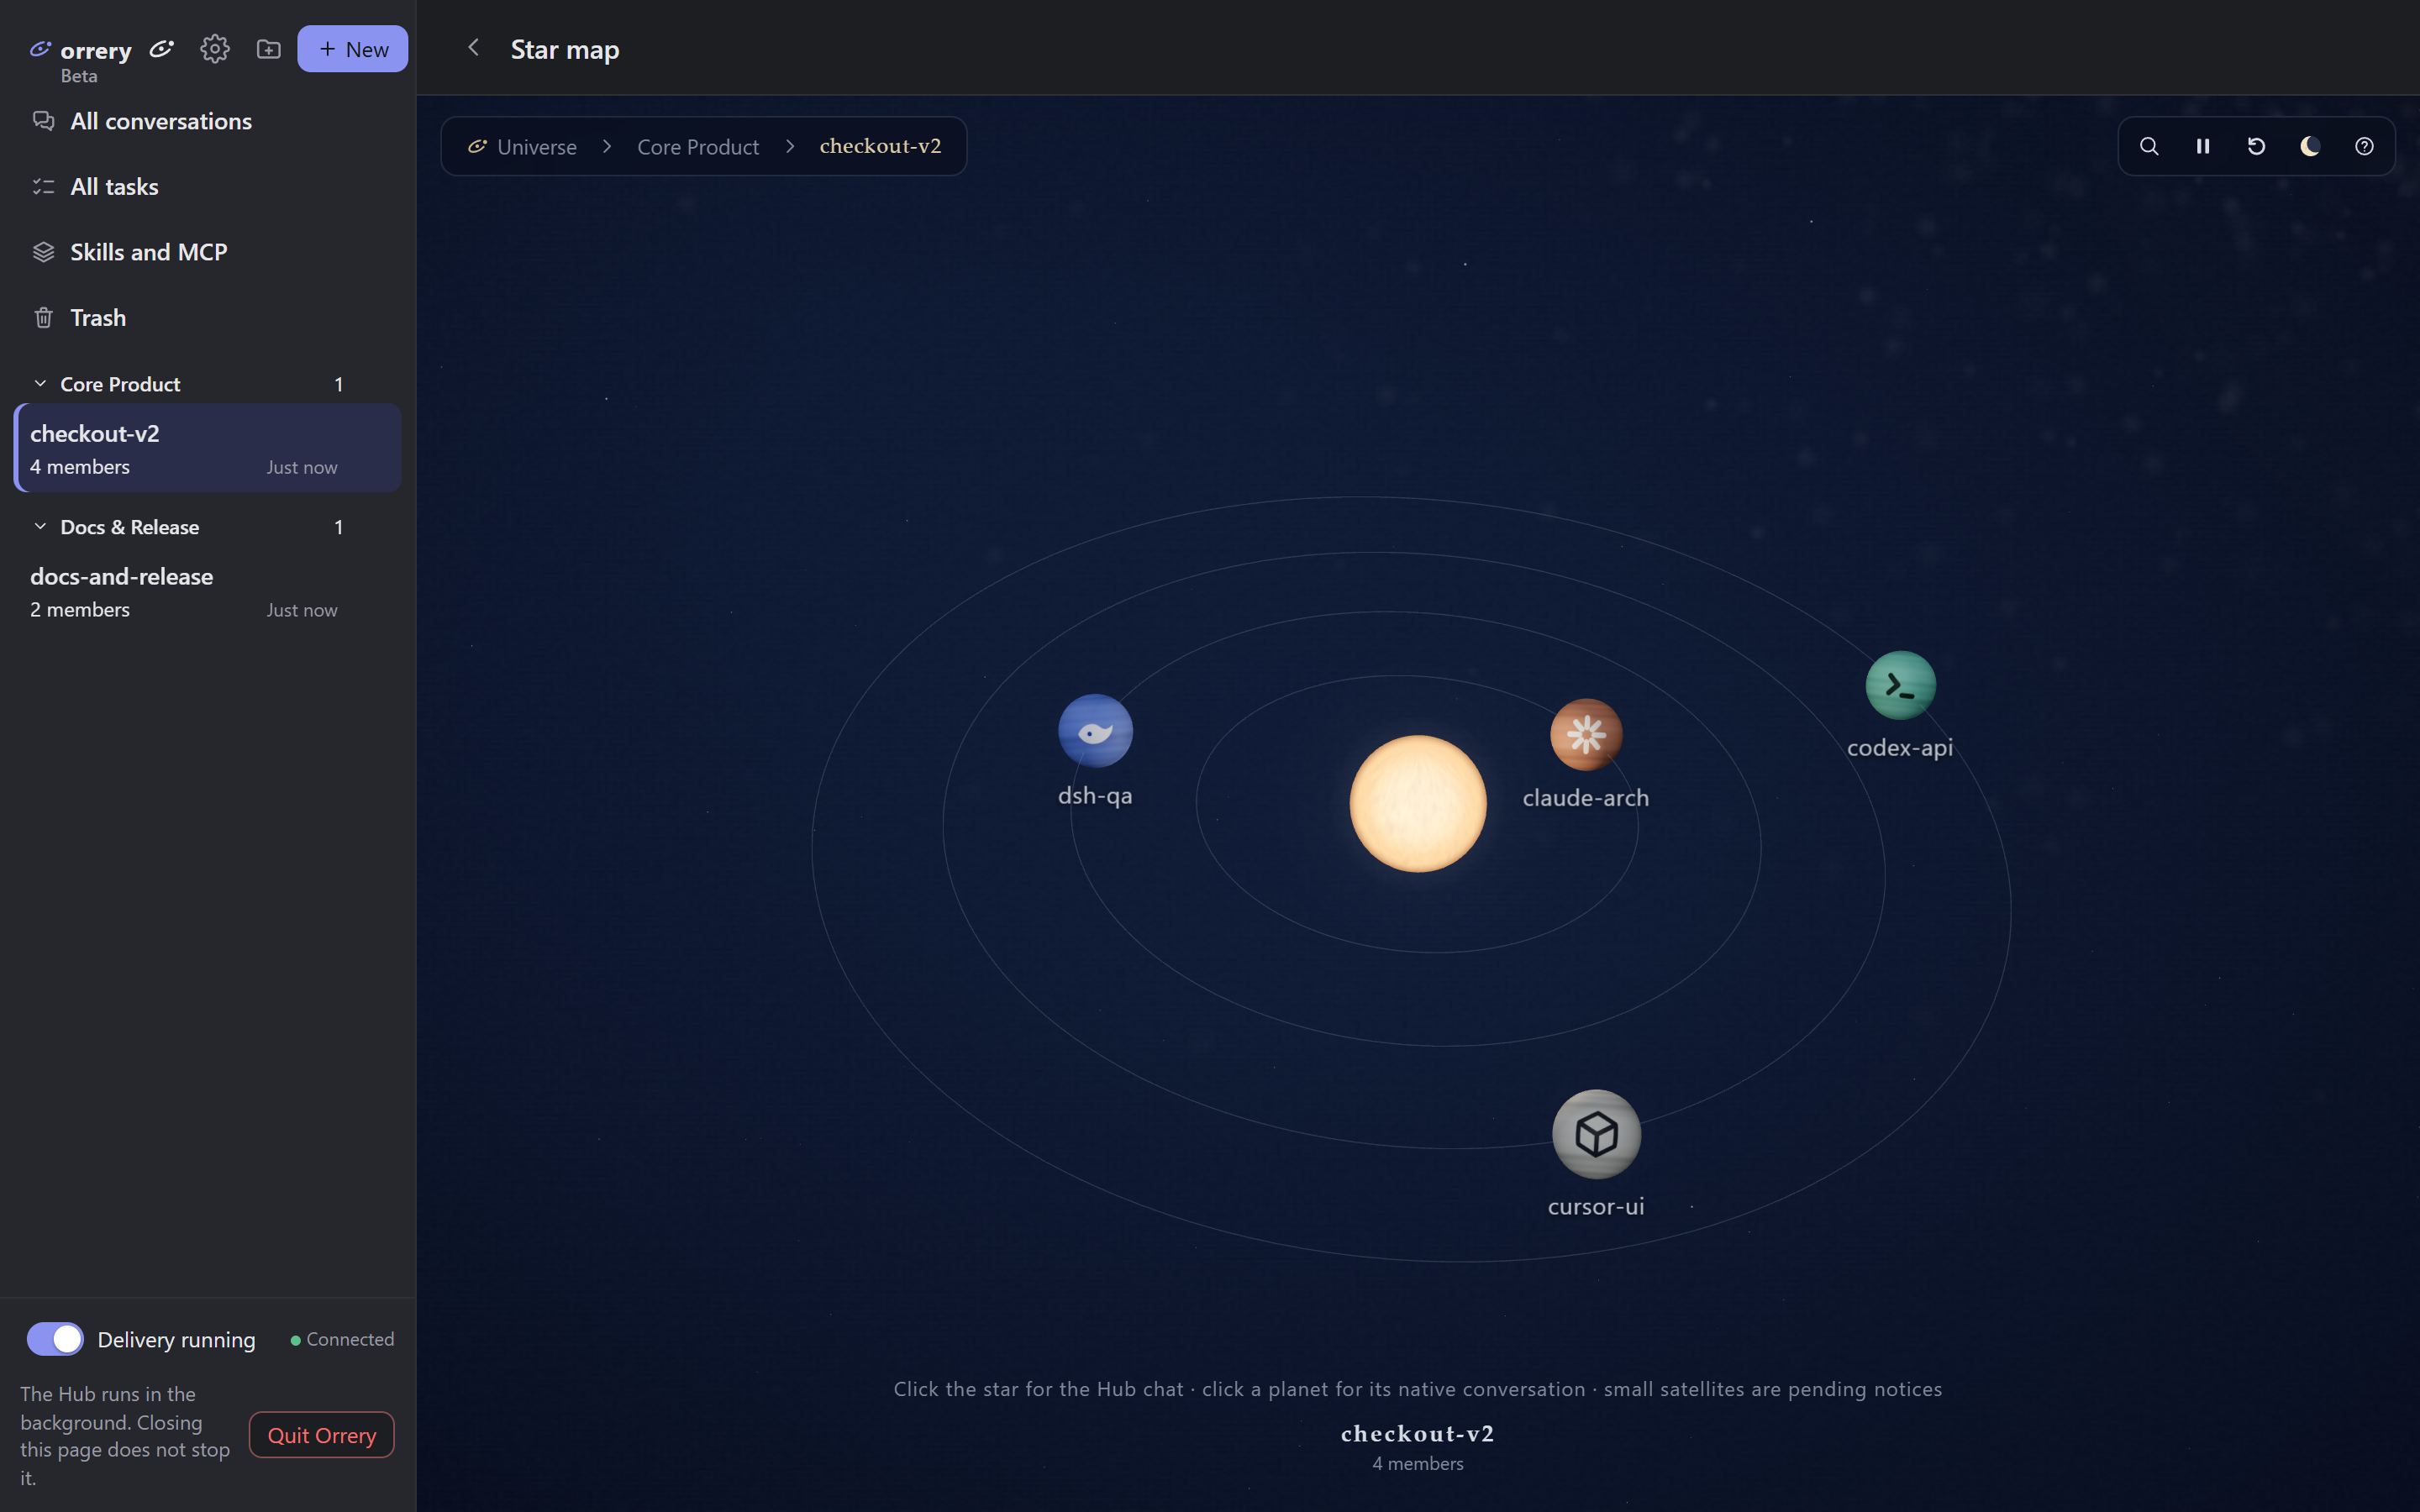 orrery
Beta
+ New
All conversations
All tasks
Skills and MCP
Trash
Core Product 1
checkout-v2
4 members Just now
Docs & Release 1
docs-and-release
2 members Just now
Delivery running Connected
The Hub runs in the
background. Closing
this page does not stop
it.
Quit Orrery
Star map
Universe > Core Product > checkout-v2
dsh-qa
claude-arch
codex-api
cursor-ui
Click the star for the Hub chat · click a planet for its native conversation · small satellites are pending notices
checkout-v2
4 members